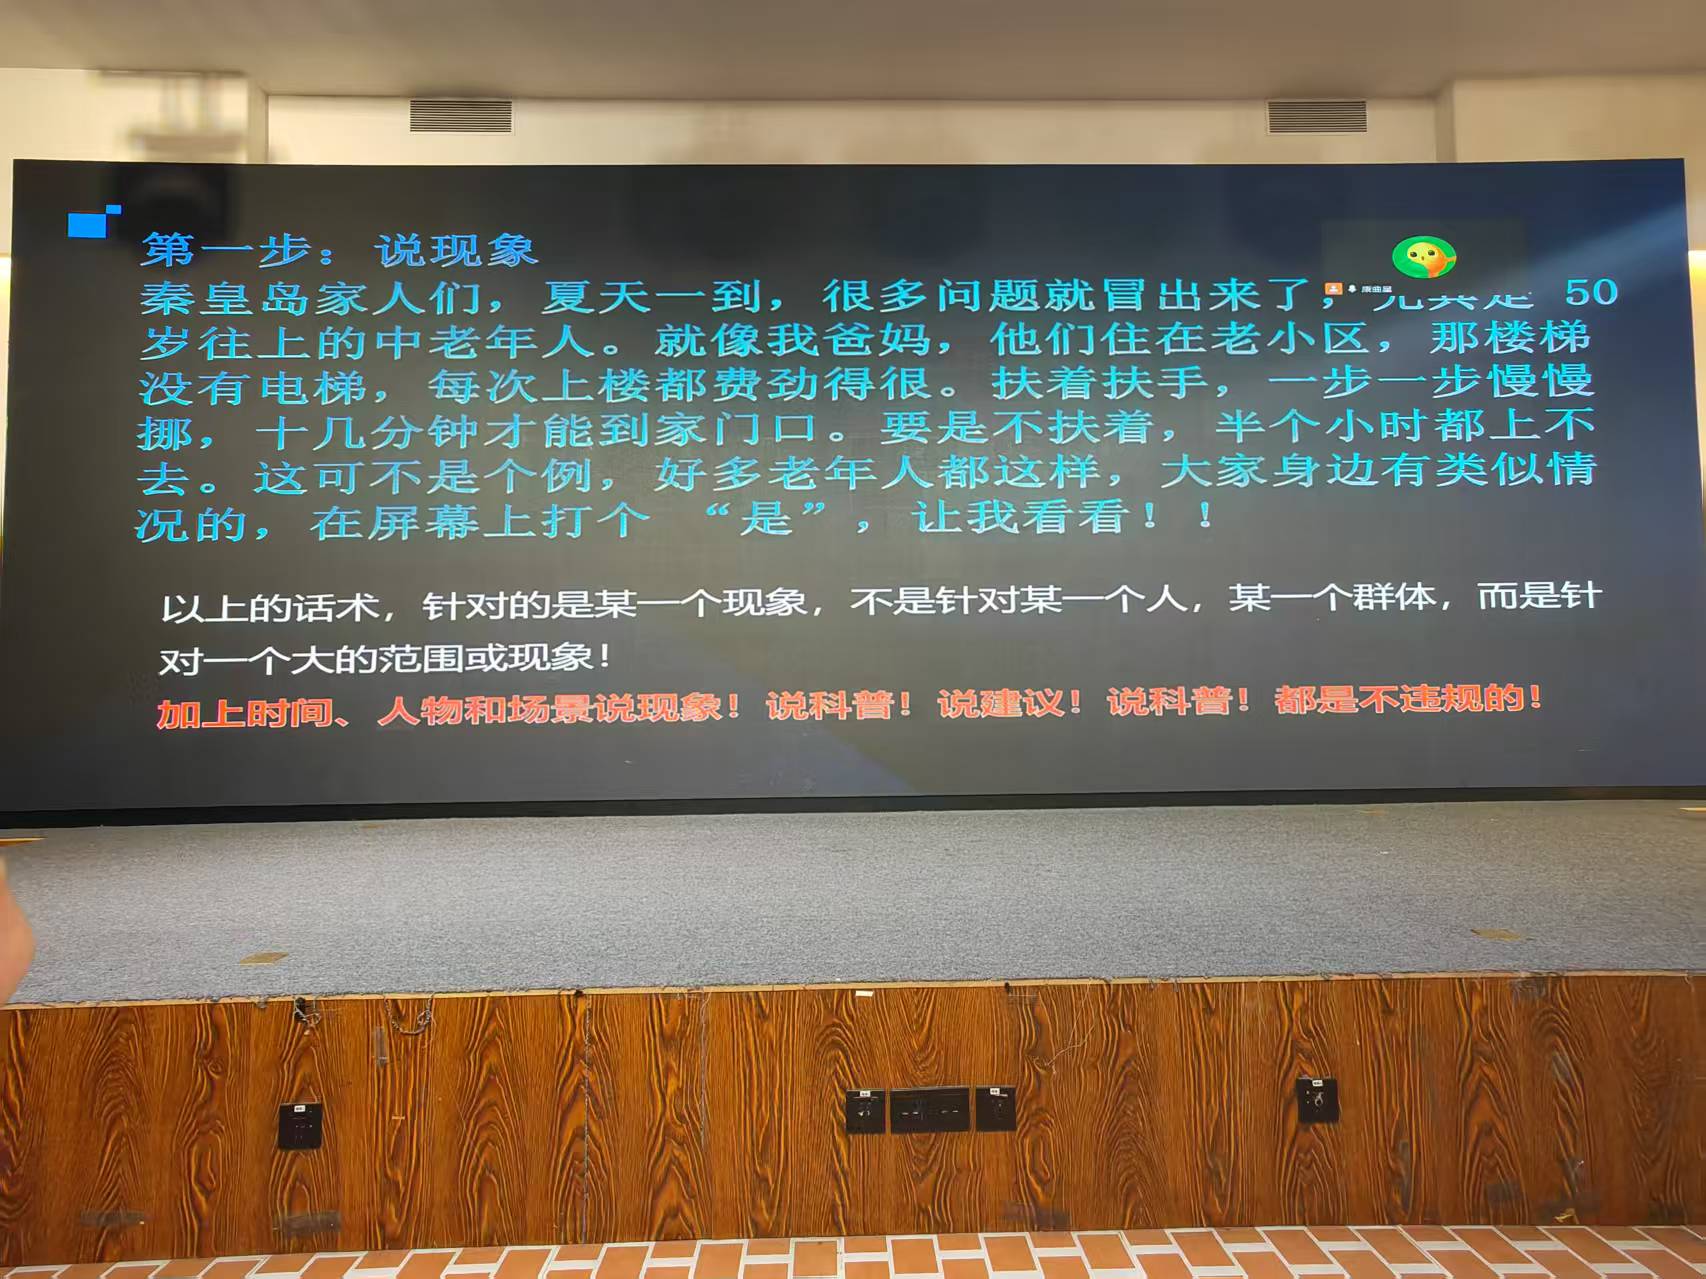 第一步：说现象
秦皇岛家人们，夏天一到，很多问题就冒出来了，尤其是 50
岁往上的中老年人。就像我爸妈，他们住在老小区，那楼梯
没有电梯，每次上楼都费劲得很。扶着扶手，一步一步慢慢
挪，十几分钟才能到家门口。要是不扶着，半个小时都上不
去。这可不是个例，好多老年人都这样，大家身边有类似情
况的，在屏幕上打个 “是”，让我看看！！
以上的话术，针对的是某一个现象，不是针对某一个人，某一个群体，而是针
对一个大的范围或现象！
加上时间、人物和场景说现象！说科普！说建议！说科普！都是不违规的！